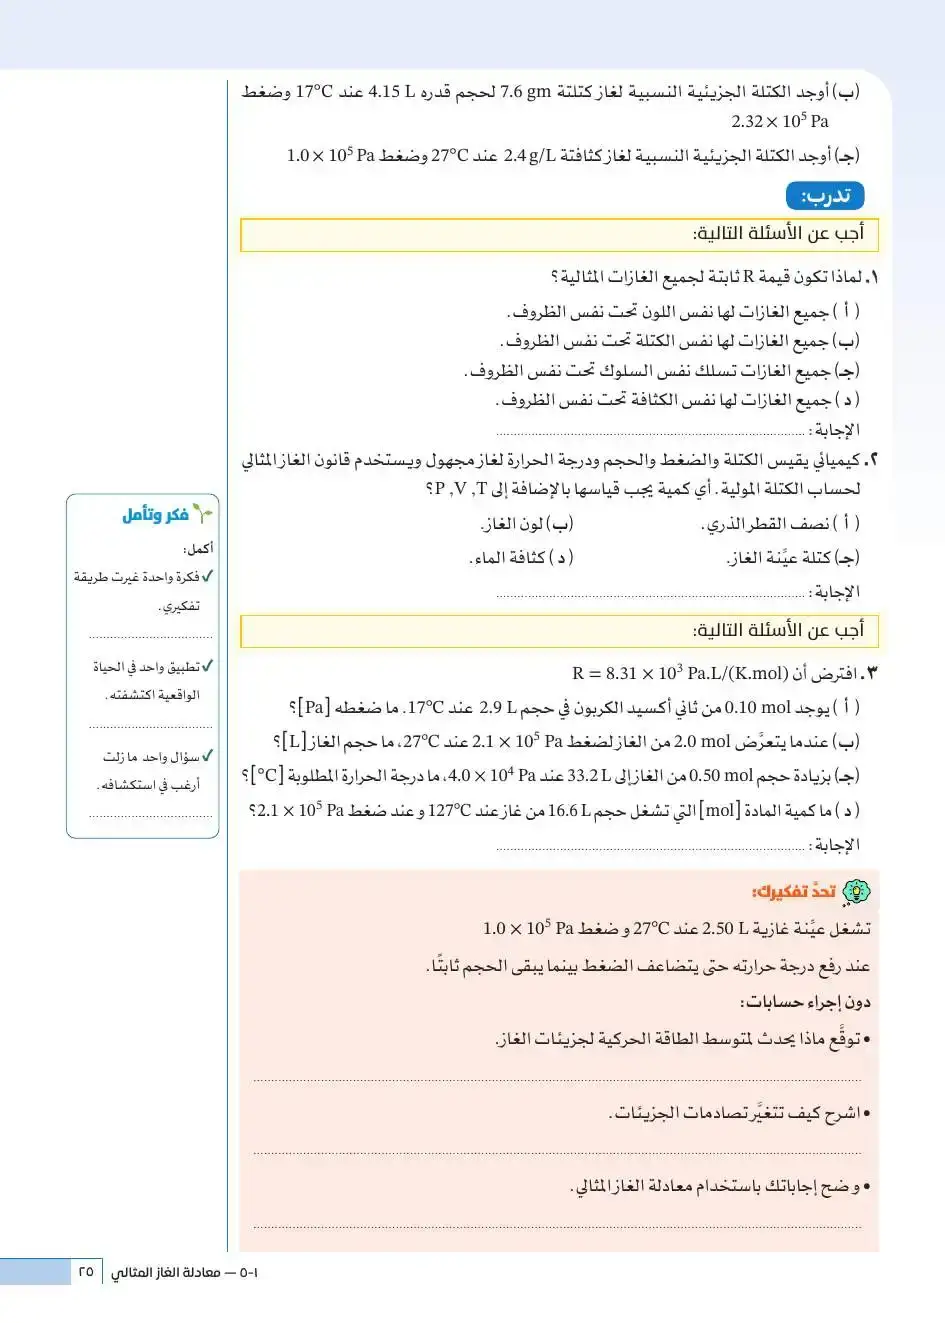 (ب) أوجد الكتلة الجزيئية النسبية لغاز كتلتة 7.6 gm لحجم قدره 4.15 L عند 17°C وضغط
2.32 × 10⁵ Pa
(جـ) أوجد الكتلة الجزيئية النسبية لغاز كثافتة 2.4 g/L عند 27°C وضغط 1.0 × 10⁵ Pa
تدرب:
أجب عن الأسئلة التالية:
١. لماذا تكون قيمة R ثابتة لجميع الغازات المثالية؟
( أ ) جميع الغازات لها نفس اللون تحت نفس الظروف.
(ب) جميع الغازات لها نفس الكتلة تحت نفس الظروف.
(جـ) جميع الغازات تسلك نفس السلوك تحت نفس الظروف.
( د ) جميع الغازات لها نفس الكثافة تحت نفس الظروف.
الإجابة :
٢. كيميائي يقيس الكتلة والضغط والحجم ودرجة الحرارة لغاز مجهول ويستخدم قانون الغاز المثالي
لحساب الكتلة المولية. أي كمية يجب قياسها بالإضافة إلى P ,V ,T؟
( أ ) نصف القطر الذري. (ب) لون الغاز.
(جـ) كتلة عيِّنة الغاز. ( د ) كثافة الماء.
الإجابة :
أجب عن الأسئلة التالية:
٣. افترض أن R = 8.31 × 10³ Pa.L/(K.mol)
( أ ) يوجد 0.10 mol من ثاني أكسيد الكربون في حجم 2.9 L عند 17°C. ما ضغطه [Pa]؟
(ب) عندما يتعرَّض 2.0 mol من الغاز لضغط 2.1 × 10⁵ Pa عند 27°C، ما حجم الغاز [L]؟
(جـ) بزيادة حجم 0.50 mol من الغاز إلى 33.2 L عند 4.0 × 10⁴ Pa، ما درجة الحرارة المطلوبة [°C]؟
( د ) ما كمية المادة [mol] التي تشغل حجم 16.6 L من غاز عند 127°C و عند ضغط 2.1 × 10⁵ Pa؟
الإجابة :
فكر وتأمل
أكمل:
✓ فكرة واحدة غيرت طريقة
تفكيري.
✓ تطبيق واحد في الحياة
الواقعية اكتشفته.
✓ سؤال واحد ما زلت
أرغب في استكشافه.
تحدَّ تفكيرك:
تشغل عيِّنة غازية 2.50 L عند 27°C و ضغط 1.0 × 10⁵ Pa
عند رفع درجة حرارته حتى يتضاعف الضغط بينما يبقى الحجم ثابتًا.
دون إجراء حسابات:
• توقَّع ماذا يحدث لمتوسط الطاقة الحركية لجزيئات الغاز.
• اشرح كيف تتغيَّر تصادمات الجزيئات.
• وضح إجاباتك باستخدام معادلة الغاز المثالي.
١-٥ — معادلة الغاز المثالي ٢٥